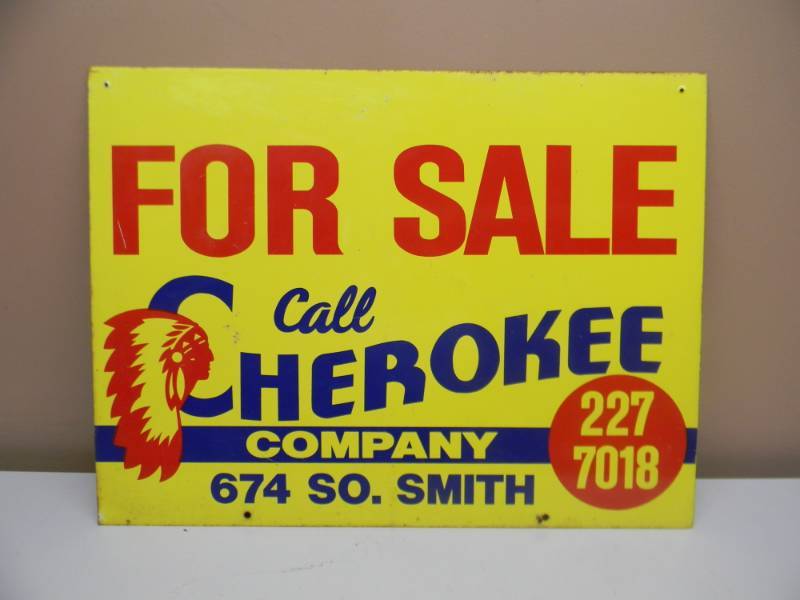 FOR SALE
Call
CHEROKEE
COMPANY
227
7018
674 SO. SMITH